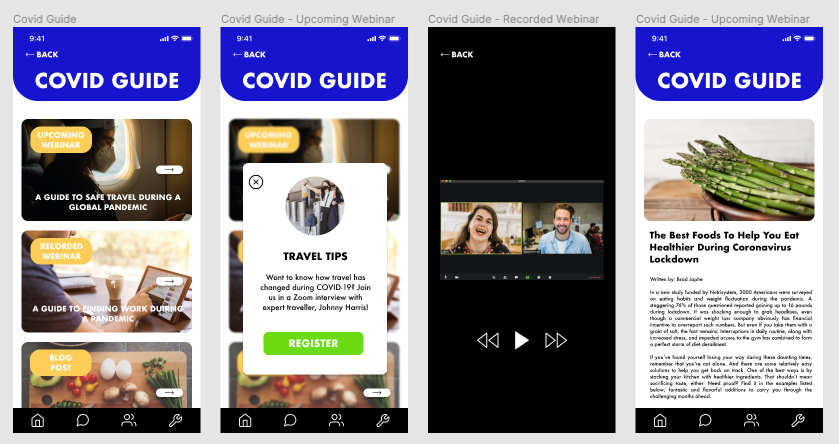 Covid Guide
9:41
← BACK
COVID GUIDE
UPCOMING
WEBINAR
A GUIDE TO SAFE TRAVEL DURING A
GLOBAL PANDEMIC
RECORDED
WEBINAR
A GUIDE TO FINDING WORK DURING
A PANDEMIC
BLOG
POST
Covid Guide - Upcoming Webinar
9:41
← BACK
COVID GUIDE
UPCOMING
WEBINAR
TRAVEL TIPS
Want to know how travel has
changed during COVID-19? Join
us in a Zoom interview with
expert traveller, Johnny Harris!
REGISTER
Covid Guide - Recorded Webinar
← BACK
Covid Guide - Upcoming Webinar
9:41
← BACK
COVID GUIDE
The Best Foods To Help You Eat
Healthier During Coronavirus
Lockdown
Written by: Brad Japhe
In a new study funded by Nutrisystem, 2000 Americans were surveyed
on eating habits and weight fluctuation during the pandemic. A
staggering 76% of those questioned reported gaining up to 16 pounds
during lockdown. It was shocking enough to grab headlines, even
though a commercial weight loss company obviously has financial
incentive to overreport such numbers. But even if you take them with a
grain of salt, the fact remains: Interruptions in daily routine, along with
increased stress, and impeded access to the gym has combined to form
a perfect storm of diet derailment.
If you've found yourself losing your way during these daunting times,
remember that you're not alone. And there are some relatively easy
solutions to help you get back on track. One of the best ways is by
stocking your kitchen with healthier ingredients. That shouldn't mean
sacrificing taste, either. Need proof? Find it in the examples listed
below; fantastic and flavorful additions to carry you through the
challenging months ahead.